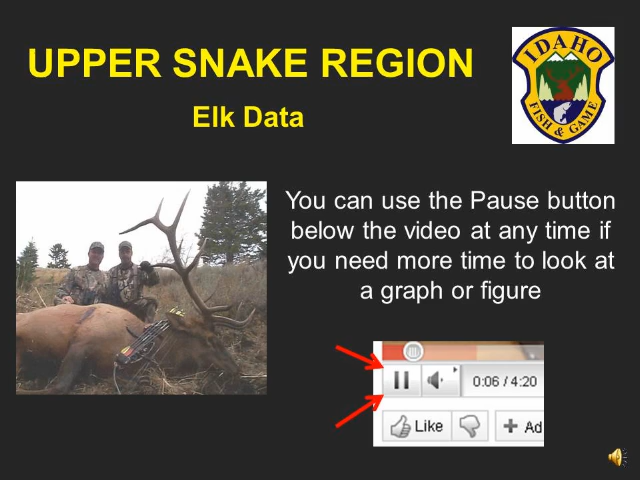 UPPER SNAKE REGION
Elk Data
IDAHO
FISH & GAME
You can use the Pause button
below the video at any time if
you need more time to look at
a graph or figure
0:06 / 4:20
Like
Ad